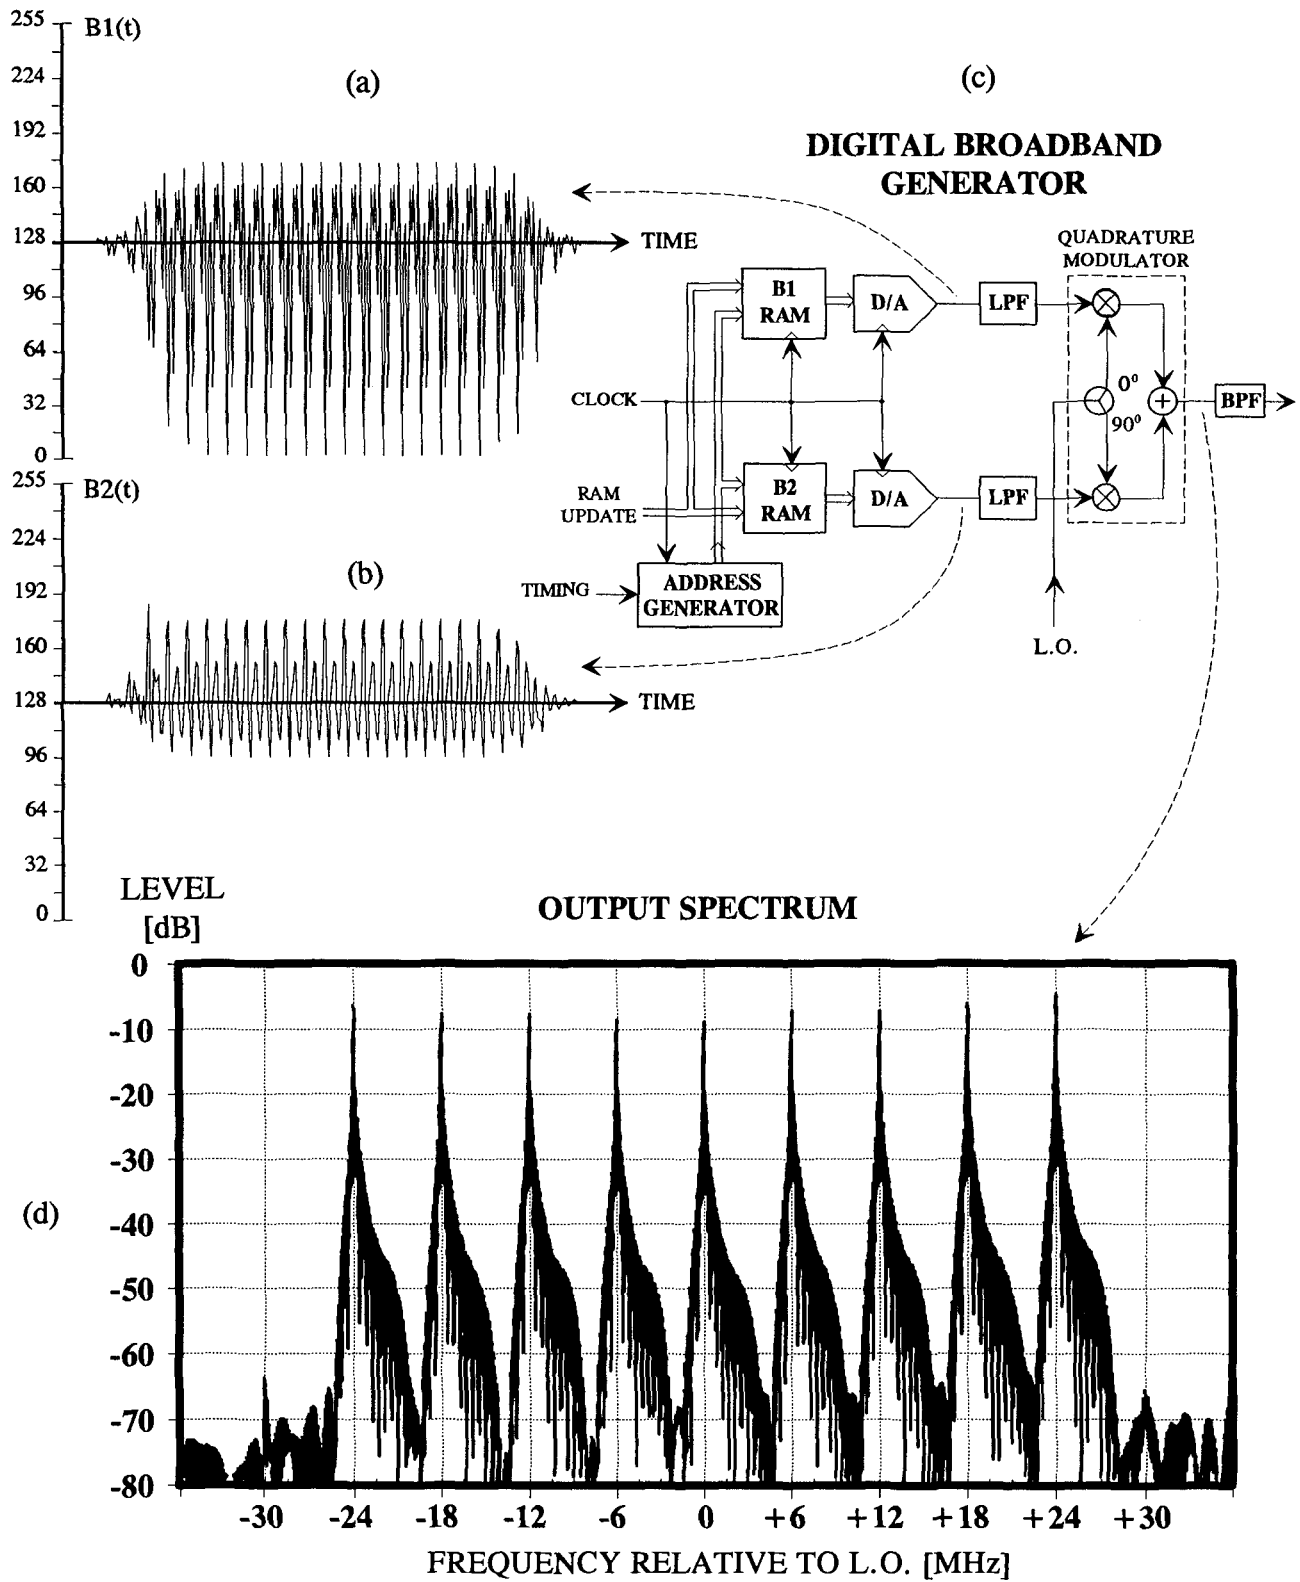 B1(t)
255
224
192
160
128
96
64
32
0
(a)
TIME
B2(t)
255
224
192
160
128
96
64
32
0
(b)
TIME
(c)
DIGITAL BROADBAND
GENERATOR
QUADRATURE
MODULATOR
B1
RAM
D/A
LPF
CLOCK
0°
90°
BPF
RAM
UPDATE
B2
RAM
D/A
LPF
TIMING
ADDRESS
GENERATOR
L.O.
LEVEL
[dB]
OUTPUT SPECTRUM
(d)
0
-10
-20
-30
-40
-50
-60
-70
-80
-30 -24 -18 -12 -6 0 +6 +12 +18 +24 +30
FREQUENCY RELATIVE TO L.O. [MHz]